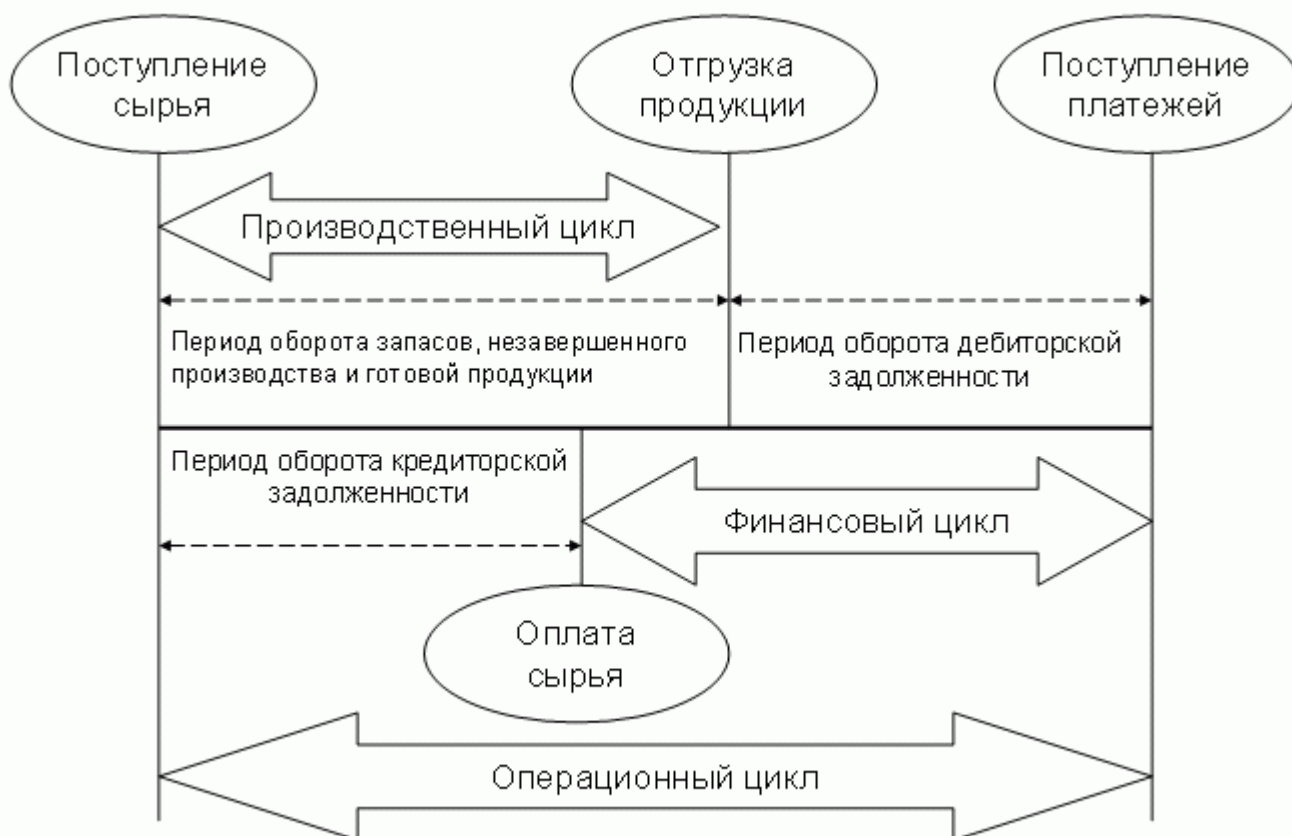 Поступление
сырья
Отгрузка
продукции
Поступление
платежей
Производственный цикл
Период оборота запасов, незавершенного
производства и готовой продукции
Период оборота дебиторской
задолженности
Период оборота кредиторской
задолженности
Финансовый цикл
Оплата
сырья
Операционный цикл